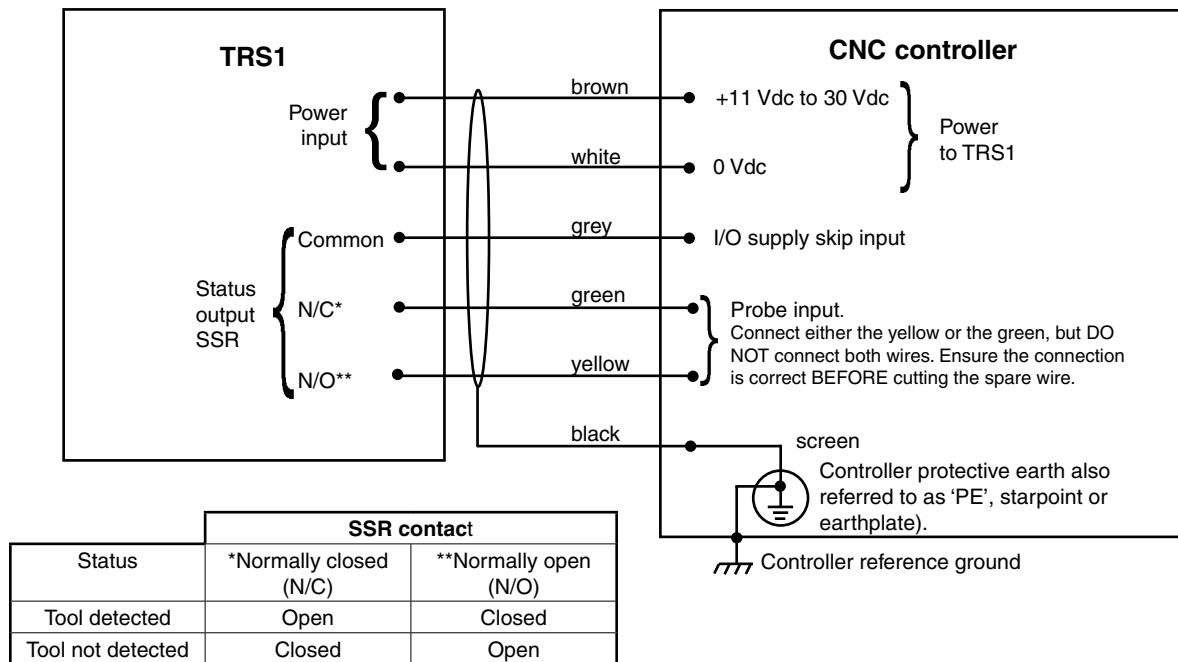 TRS1
CNC controller
Power
input
brown
+11 Vdc to 30 Vdc
white
0 Vdc
Power
to TRS1
Status
output
SSR
Common
grey
I/O supply skip input
N/C*
green
N/O**
yellow
Probe input.
Connect either the yellow or the green, but DO
NOT connect both wires. Ensure the connection
is correct BEFORE cutting the spare wire.
black
screen
Controller protective earth also
referred to as ‘PE’, starpoint or
earthplate).
Controller reference ground
SSR contact
Status
*Normally closed
(N/C)
**Normally open
(N/O)
Tool detected
Open
Closed
Tool not detected
Closed
Open